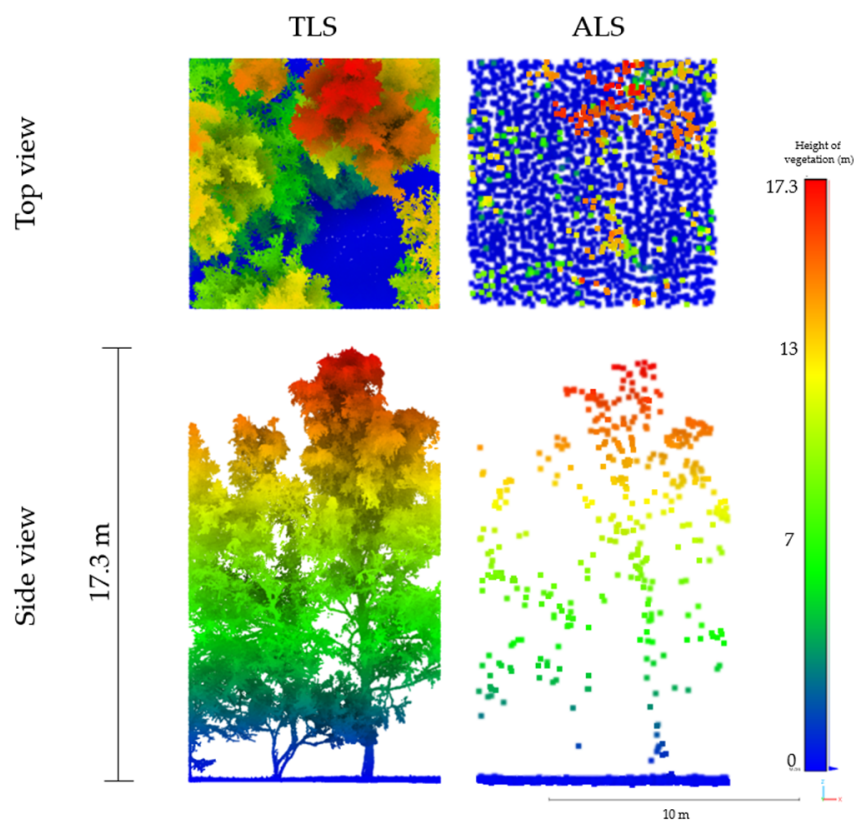 TLS
ALS
Top view
Height of
vegetation (m)
17.3
13
7
0
Side view
17.3 m
10 m